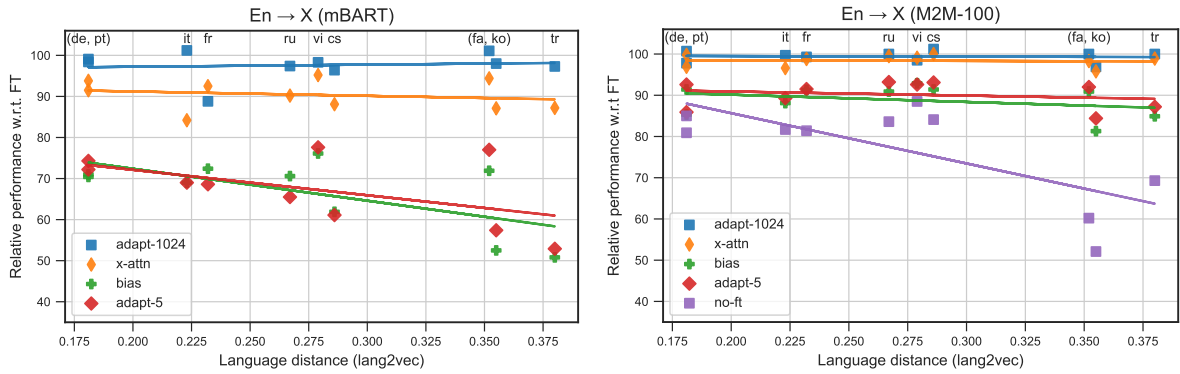 En → X (mBART)
(de, pt) it fr ru vi cs (fa, ko) tr
100
90
80
70
60
50
40
Relative performance w.r.t. FT
adapt-1024
x-attn
bias
adapt-5
0.175 0.200 0.225 0.250 0.275 0.300 0.325 0.350 0.375
Language distance (lang2vec)
En → X (M2M-100)
(de, pt) it fr ru vi cs (fa, ko) tr
100
90
80
70
60
50
40
Relative performance w.r.t. FT
adapt-1024
x-attn
bias
adapt-5
no-ft
0.175 0.200 0.225 0.250 0.275 0.300 0.325 0.350 0.375
Language distance (lang2vec)